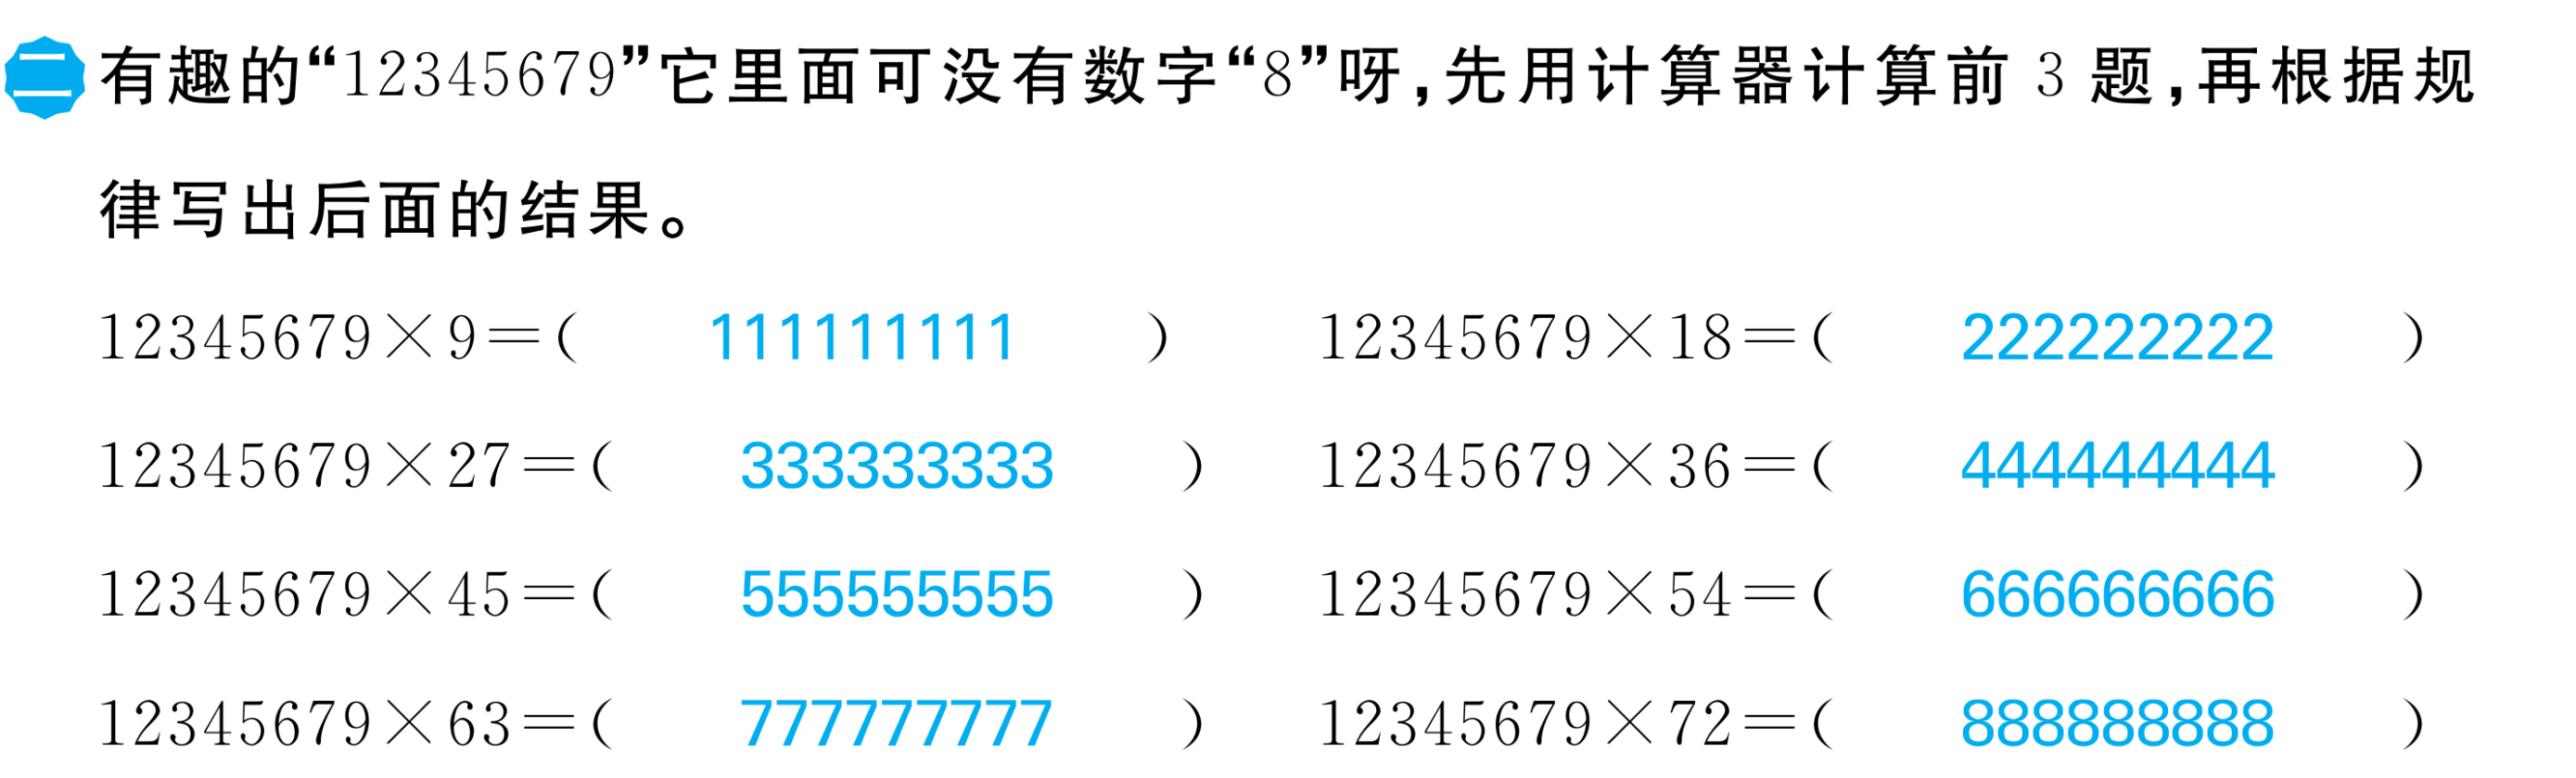 二 有趣的“12345679”它里面可没有数字“8”呀,先用计算器计算前 3 题,再根据规
律写出后面的结果。
12345679×9=( 111111111 ) 12345679×18=( 222222222 )
12345679×27=( 333333333 ) 12345679×36=( 444444444 )
12345679×45=( 555555555 ) 12345679×54=( 666666666 )
12345679×63=( 777777777 ) 12345679×72=( 888888888 )